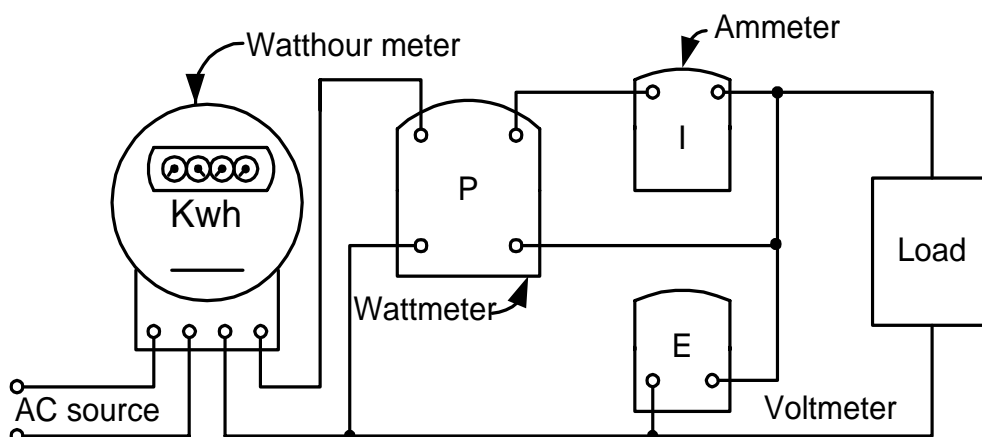 Ammeter
Watthour meter
I
P
Kwh
Load
Wattmeter
E
AC source
Voltmeter